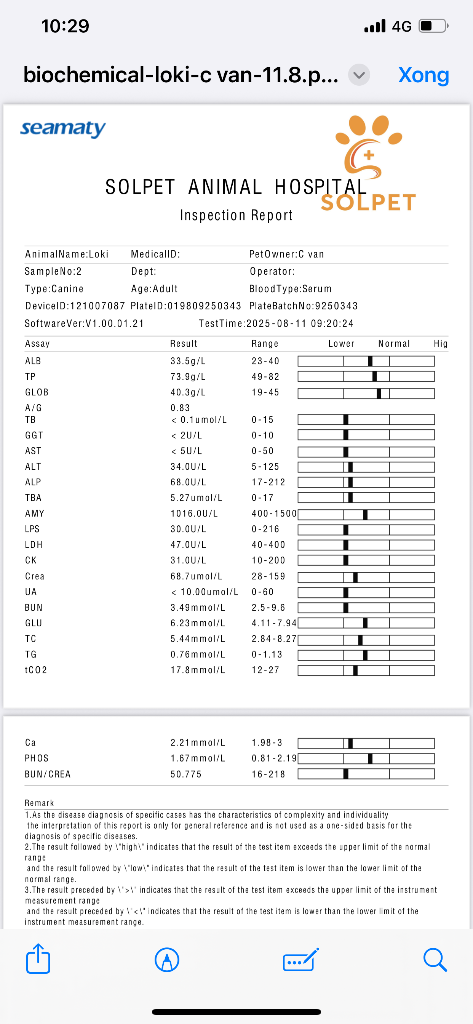 10:29
4G
biochemical-loki-c van-11.8.p...
Xong
seamaty
SOLPET ANIMAL HOSPITAL
SOLPET
Inspection Report
AnimalName:Loki MedicalID: PetOwner:C van
SampleNo:2 Dept: Operator:
Type:Canine Age:Adult BloodType:Serum
DeviceID:121007087 PlateID:019809250343 PlateBatchNo:9250343
SoftwareVer:V1.00.01.21 TestTime:2025-08-11 09:20:24
Assay Result Range Lower Normal Hig
ALB 33.5g/L 23-40
TP 73.9g/L 49-82
GLOB 40.3g/L 19-45
A/G 0.83
TB < 0.1umol/L 0-15
GGT < 2U/L 0-10
AST < 5U/L 0-50
ALT 34.0U/L 5-125
ALP 68.0U/L 17-212
TBA 5.27umol/L 0-17
AMY 1016.0U/L 400-1500
LPS 30.0U/L 0-216
LDH 47.0U/L 40-400
CK 31.0U/L 10-200
Crea 68.7umol/L 28-159
UA < 10.00umol/L 0-60
BUN 3.49mmol/L 2.5-9.6
GLU 6.23mmol/L 4.11-7.94
TC 5.44mmol/L 2.84-8.27
TG 0.76mmol/L 0-1.13
tCO2 17.8mmol/L 12-27
Ca 2.21mmol/L 1.98-3
PHOS 1.67mmol/L 0.81-2.19
BUN/CREA 50.775 16-218
Remark
1.As the disease diagnosis of specific cases has the characteristics of complexity and individuality
the interpretation of this report is only for general reference and is not used as a one-sided basis for the
diagnosis of specific diseases.
2.The result followed by \"high\" indicates that the result of the test item exceeds the upper limit of the normal
range
and the result followed by \"low\" indicates that the result of the test item is lower than the lower limit of the
normal range.
3.The result preceded by \'>\' indicates that the result of the test item exceeds the upper limit of the instrument
measurement range
and the result preceded by \'<\" indicates that the result of the test item is lower than the lower limit of the
instrument measurement range.